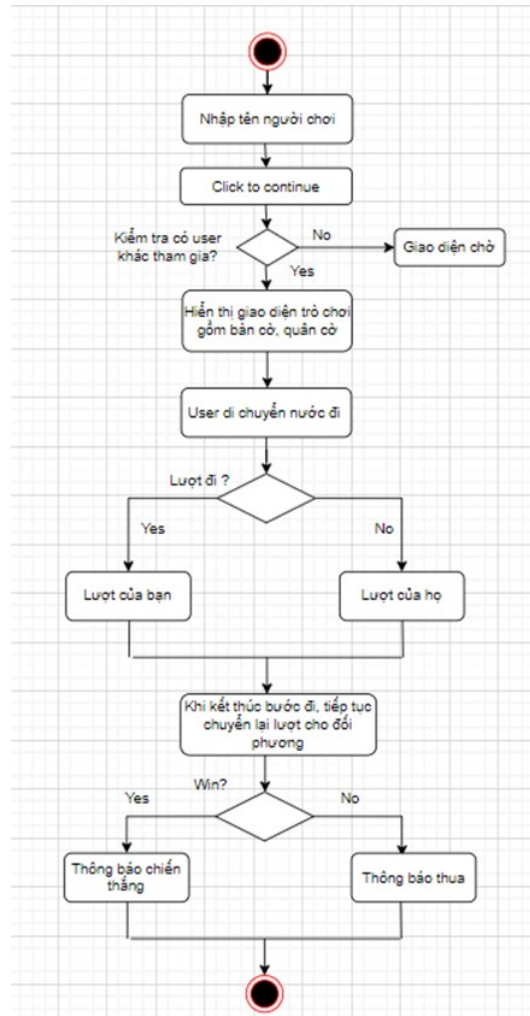 Nhập tên người chơi
Click to continue
Kiểm tra có user
khác tham gia?
No
Giao diện chờ
Yes
Hiển thị giao diện trò chơi
gồm bàn cờ, quân cờ
User di chuyển nước đi
Lượt đi ?
Yes
No
Lượt của bạn
Lượt của họ
Khi kết thúc bước đi, tiếp tục
chuyển lại lượt cho đối
phương
Win?
Yes
No
Thông báo chiến
thắng
Thông báo thua